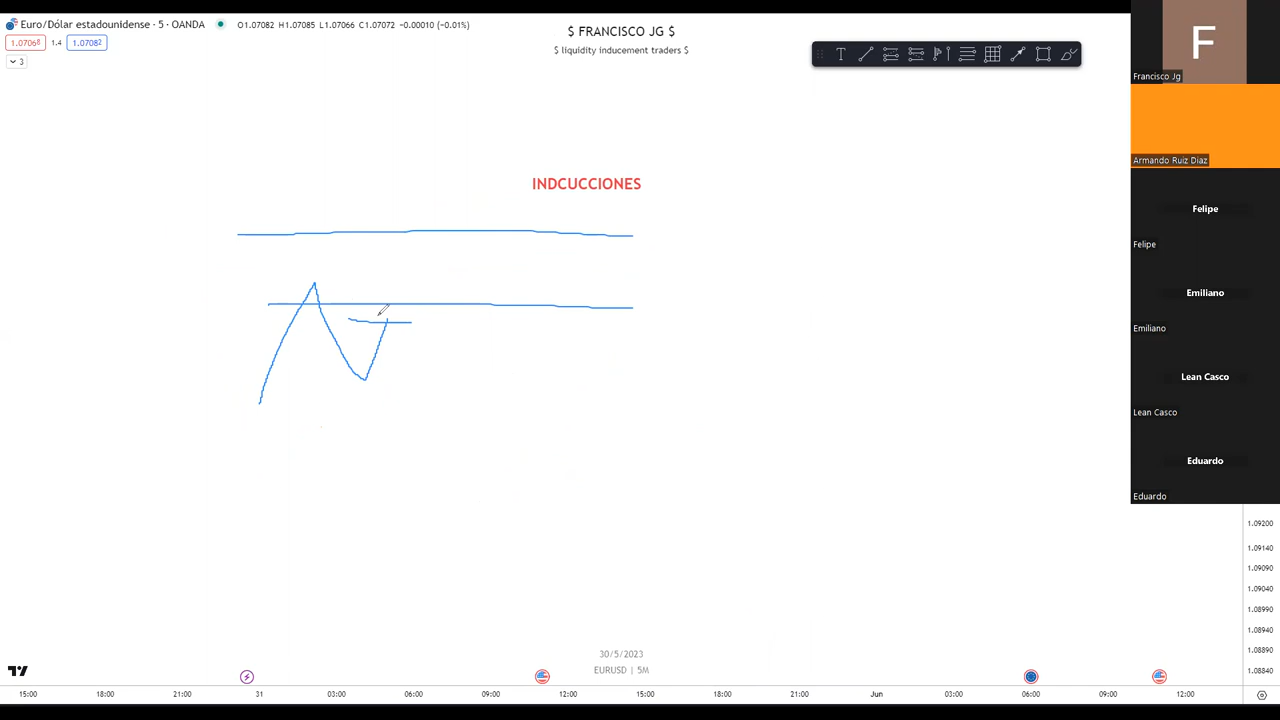 Euro/Dólar estadounidense · 5 · OANDA
O1.07082 H1.07085 L1.07066 C1.07072 −0.00010 (−0.01%)
1.07068
1.4
1.07082
3
$ FRANCISCO JG $
$ liquidity inducement traders $
T
F
Francisco Jg
Armando Ruiz Diaz
INDCUCCIONES
Felipe
Felipe
Emiliano
Emiliano
Lean Casco
Lean Casco
Eduardo
Eduardo
1.09200
1.09140
1.09090
1.09040
1.08990
1.08940
1.08890
1.08840
30/5/2023
EURUSD | 5M
15:00 18:00 21:00 31 03:00 06:00 09:00 12:00 15:00 18:00 21:00 Jun 03:00 06:00 09:00 12:00